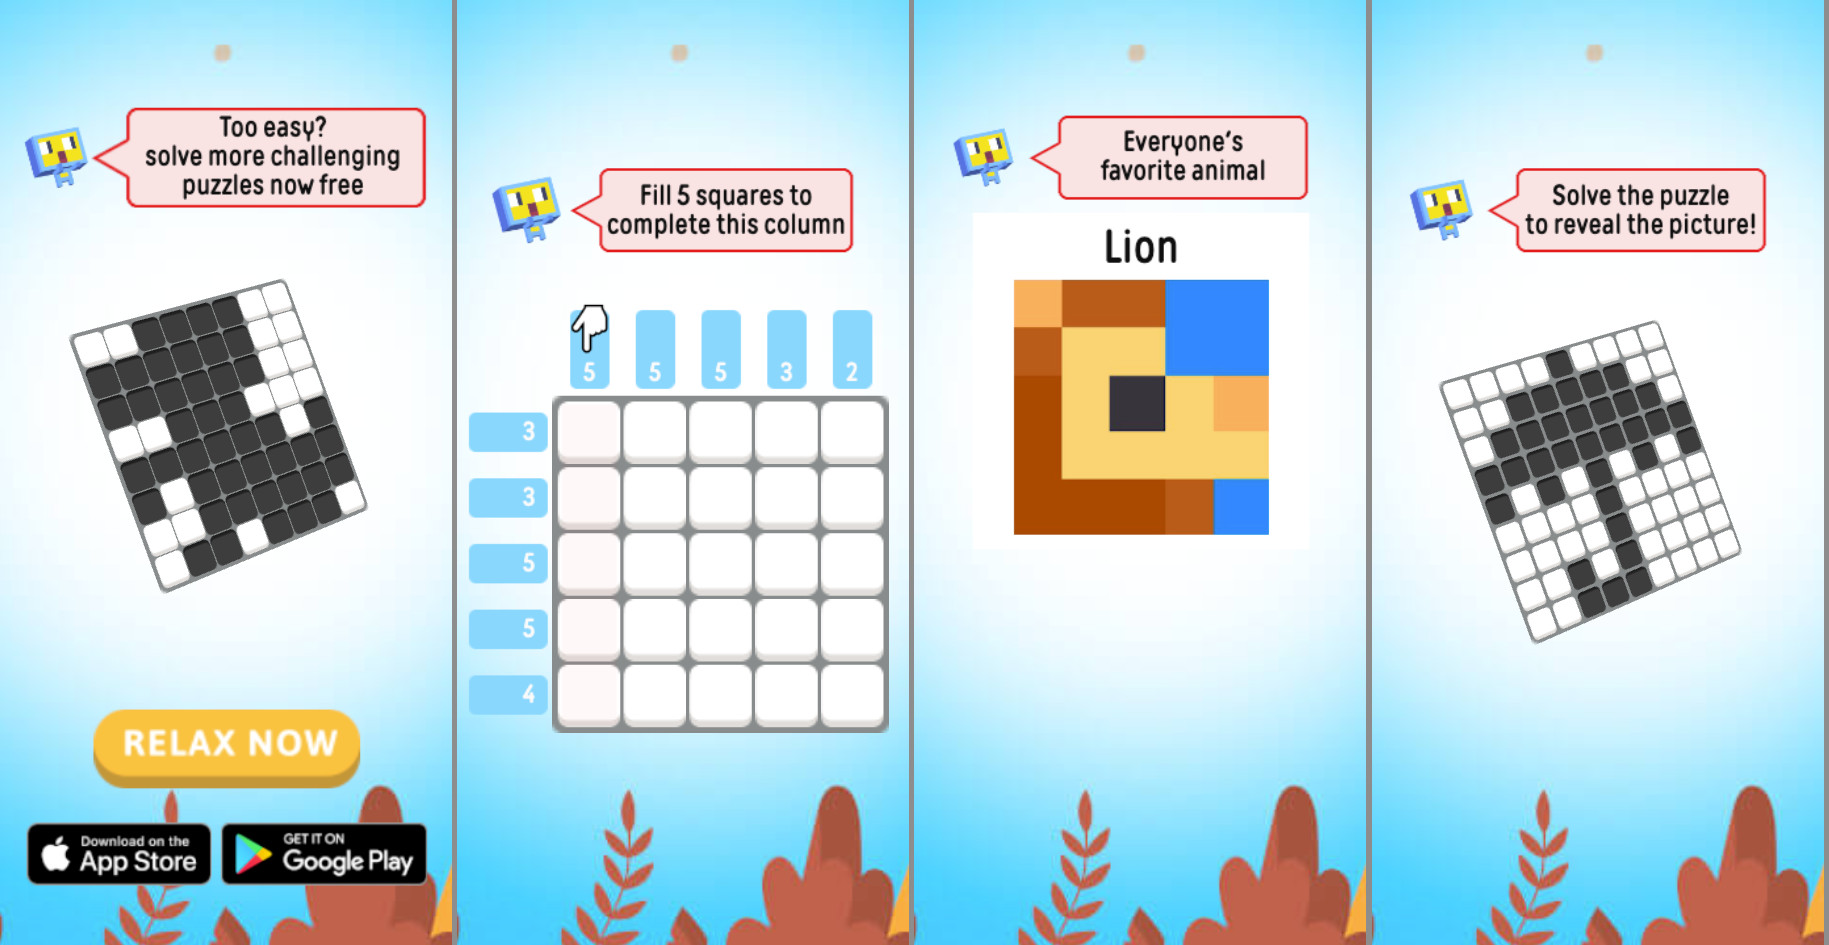 Too easy?
solve more challenging
puzzles now free
RELAX NOW
Download on the
App Store
GET IT ON
Google Play
Fill 5 squares to
complete this column
5 5 5 3 2
3
3
5
5
4
Everyone's
favorite animal
Lion
Solve the puzzle
to reveal the picture!